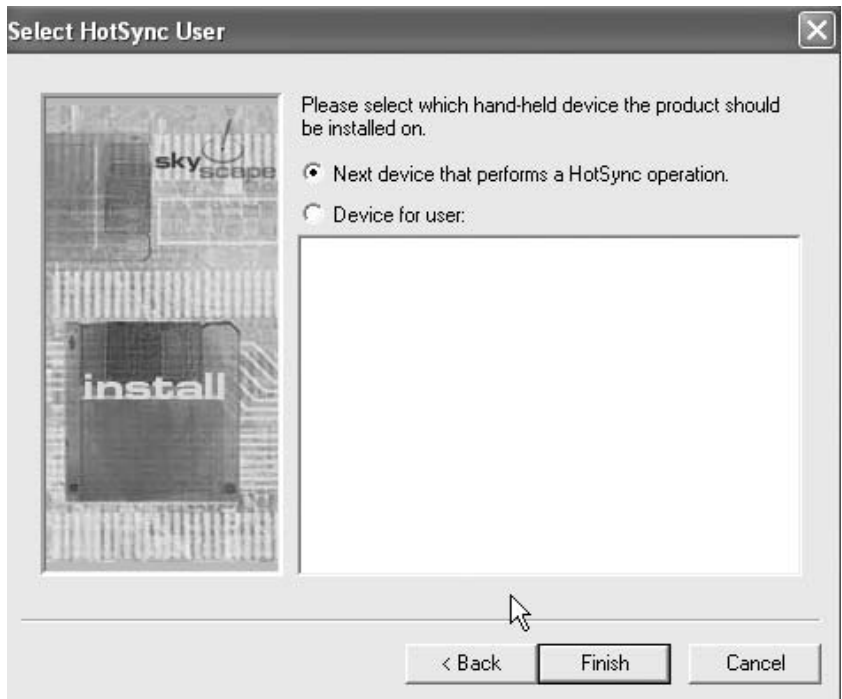 Select HotSync User
skyscape
install
Please select which hand-held device the product should
be installed on.
Next device that performs a HotSync operation.
Device for user:
< Back
Finish
Cancel